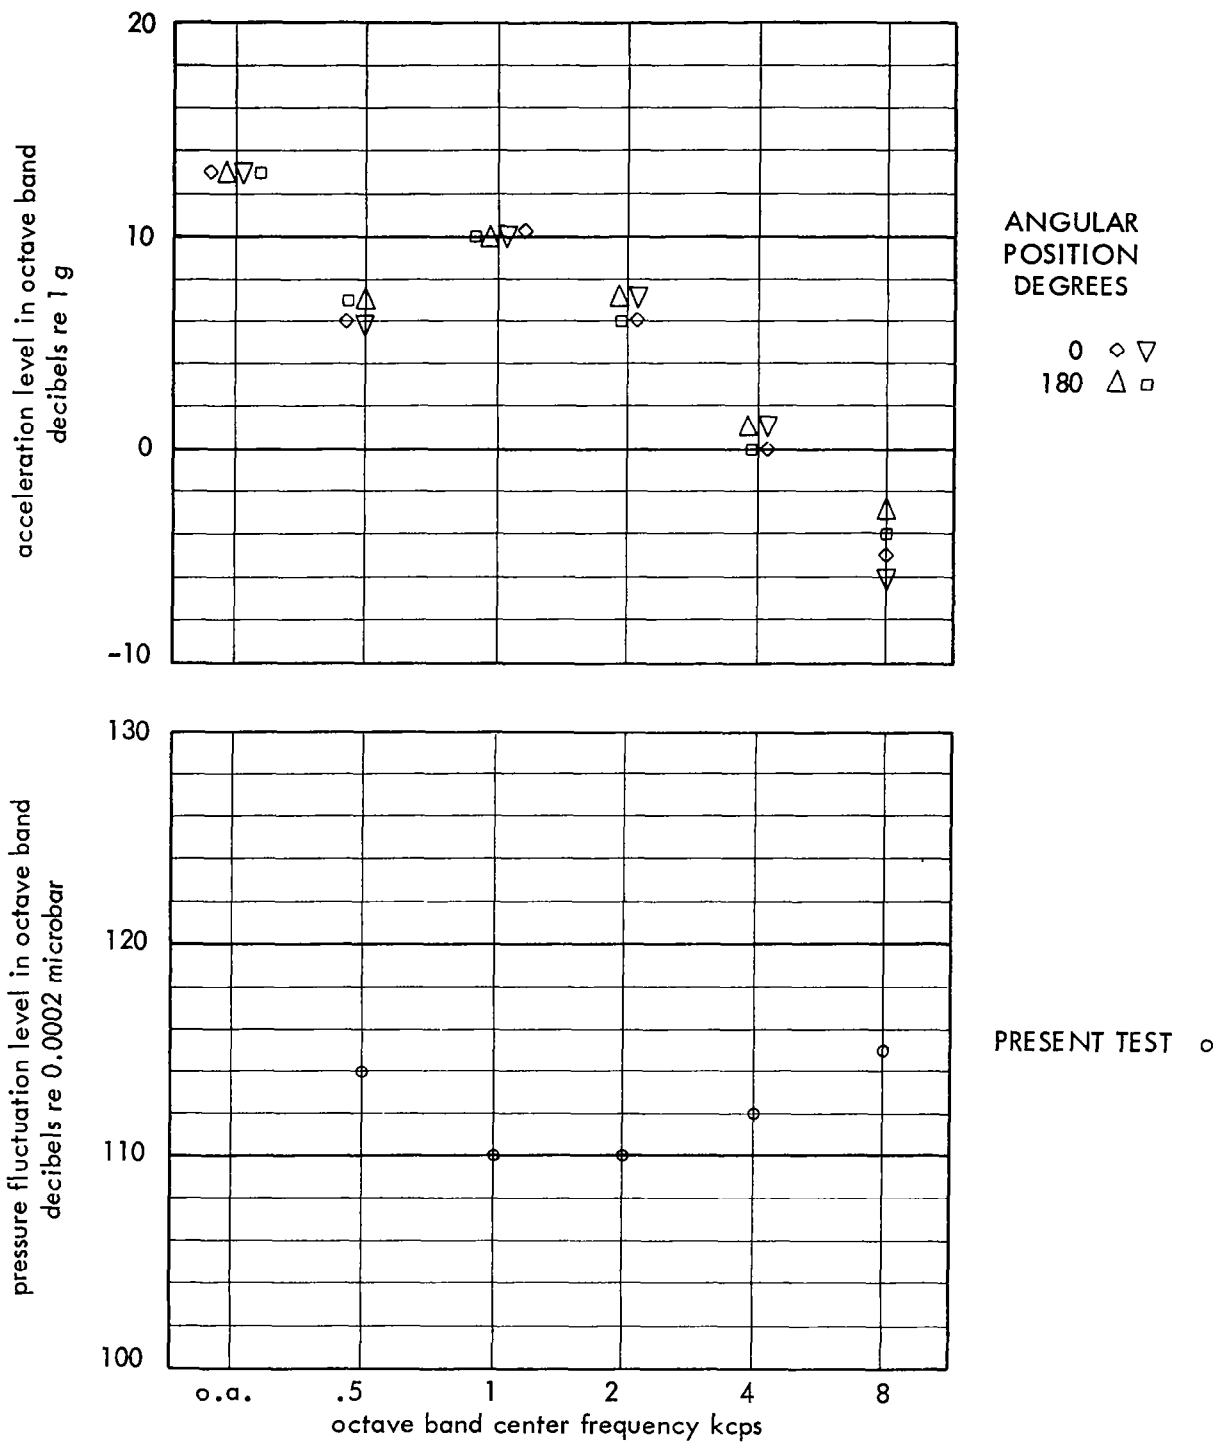 20
10
0
-10
acceleration level in octave band
decibels re 1 g
ANGULAR
POSITION
DEGREES
0 ◇ ▽
180 △ □
130
120
110
100
pressure fluctuation level in octave band
decibels re 0.0002 microbar
PRESENT TEST ○
o.a. .5 1 2 4 8
octave band center frequency kcps